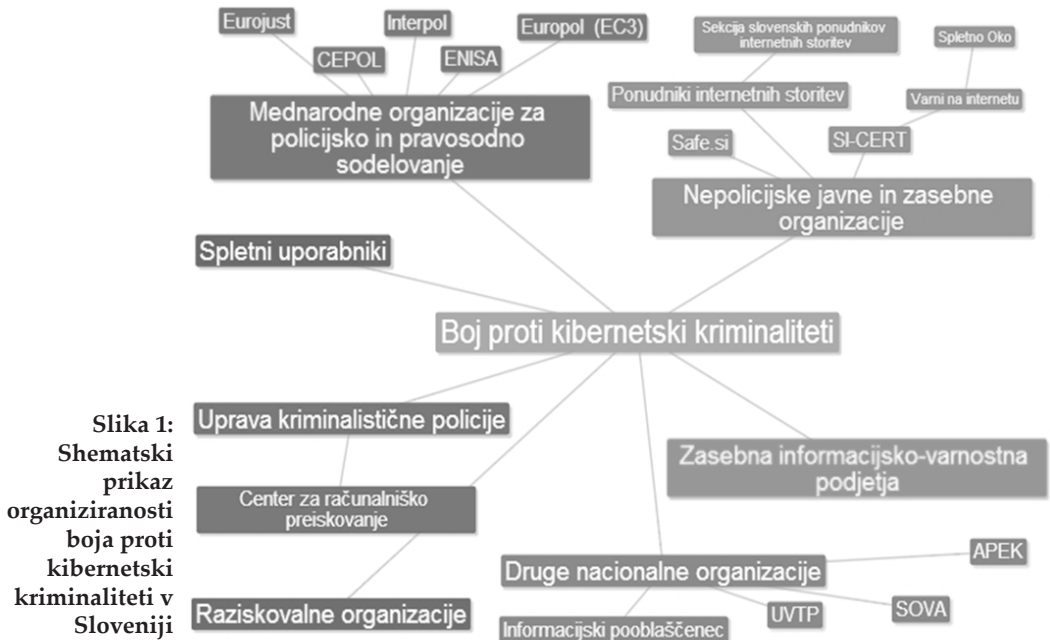 Eurojust
Interpol
Europol (EC3)
CEPOL
ENISA
Mednarodne organizacije za
policijsko in pravosodno
sodelovanje
Sekcija slovenskih ponudnikov
internetnih storitev
Spletno Oko
Ponudniki internetnih storitev
Varni na internetu
Safe.si
SI-CERT
Nepolicijske javne in zasebne
organizacije
Spletni uporabniki
Boj proti kibernetski kriminaliteti
Uprava kriminalistične policije
Center za računalniško
preiskovanje
Raziskovalne organizacije
Zasebna informacijsko-varnostna
podjetja
Druge nacionalne organizacije
APEK
SOVA
UVTP
Informacijski pooblaščenec
Slika 1:
Shematski
prikaz
organiziranosti
boja proti
kibernetski
kriminaliteti v
Sloveniji